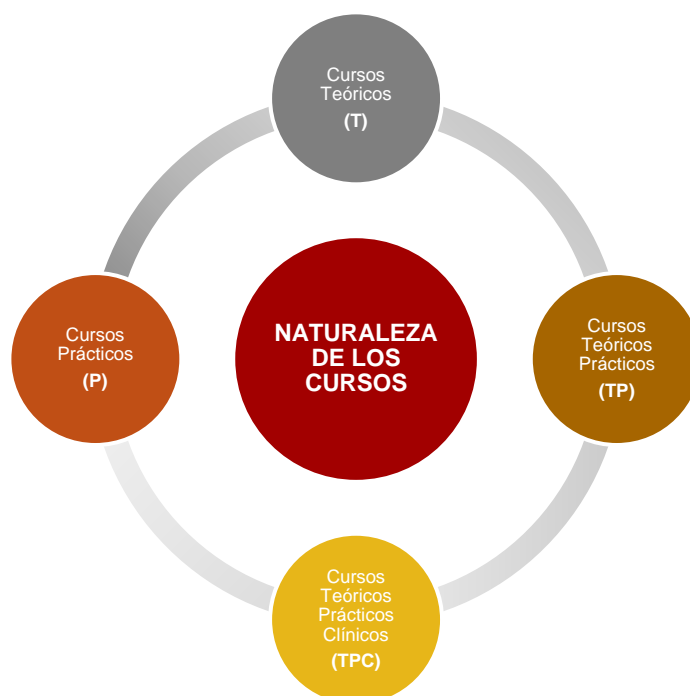 Cursos
Teóricos
(T)
Cursos
Prácticos
(P)
NATURALEZA
DE LOS
CURSOS
Cursos
Teóricos
Prácticos
(TP)
Cursos
Teóricos
Prácticos
Clínicos
(TPC)